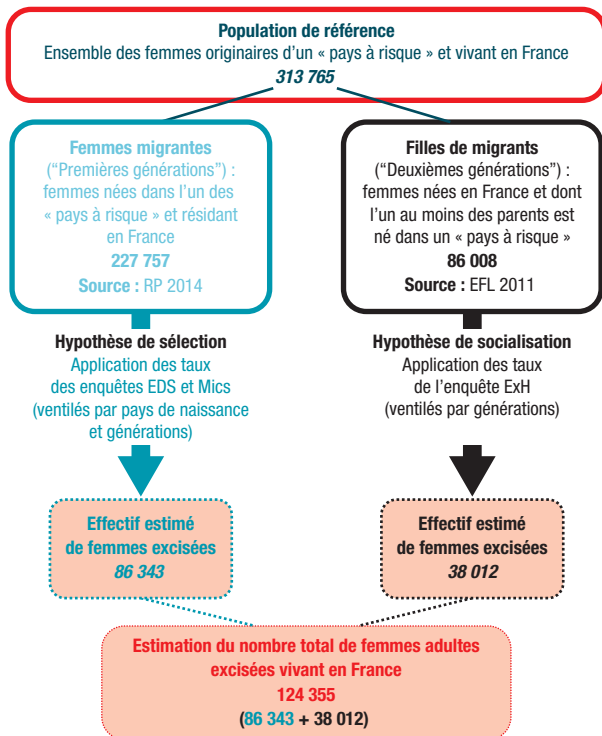 Population de référence
Ensemble des femmes originaires d'un « pays à risque » et vivant en France
313 765
Femmes migrantes
("Premières générations") :
femmes nées dans l'un des
« pays à risque » et résidant
en France
227 757
Source : RP 2014
Filles de migrants
("Deuxièmes générations") :
femmes nées en France et dont
l'un au moins des parents est
né dans un « pays à risque »
86 008
Source : EFL 2011
Hypothèse de sélection
Application des taux
des enquêtes EDS et Mics
(ventilés par pays de naissance
et générations)
Hypothèse de socialisation
Application des taux
de l'enquête ExH
(ventilés par générations)
Effectif estimé
de femmes excisées
86 343
Effectif estimé
de femmes excisées
38 012
Estimation du nombre total de femmes adultes
excisées vivant en France
124 355
(86 343 + 38 012)